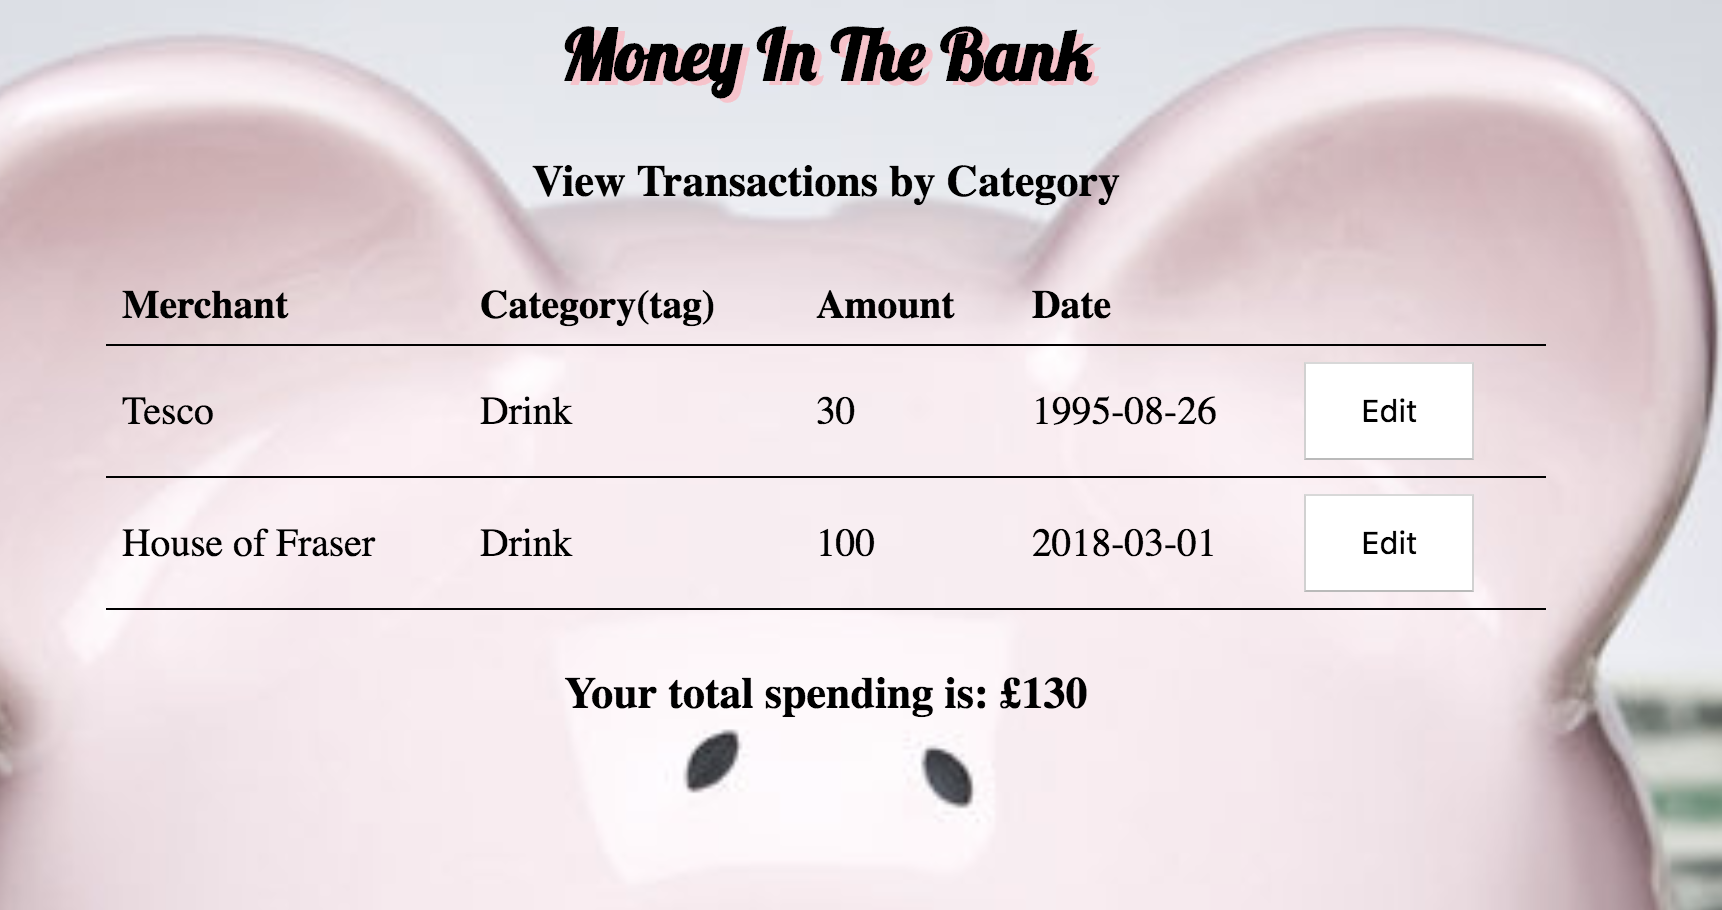 Money In The Bank
View Transactions by Category
Merchant Category(tag) Amount Date
Tesco Drink 30 1995-08-26 Edit
House of Fraser Drink 100 2018-03-01 Edit
Your total spending is: £130